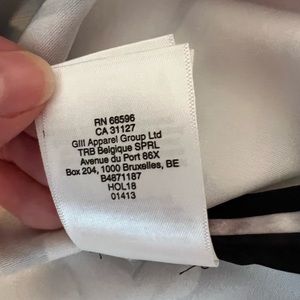 RN 68596
CA 31127
Gill Apparel Group Ltd
TRB Belgique SPRL
Avenue du Port 86X
Box 204, 1000 Bruxelles, BE
B4871187
HOL18
01413